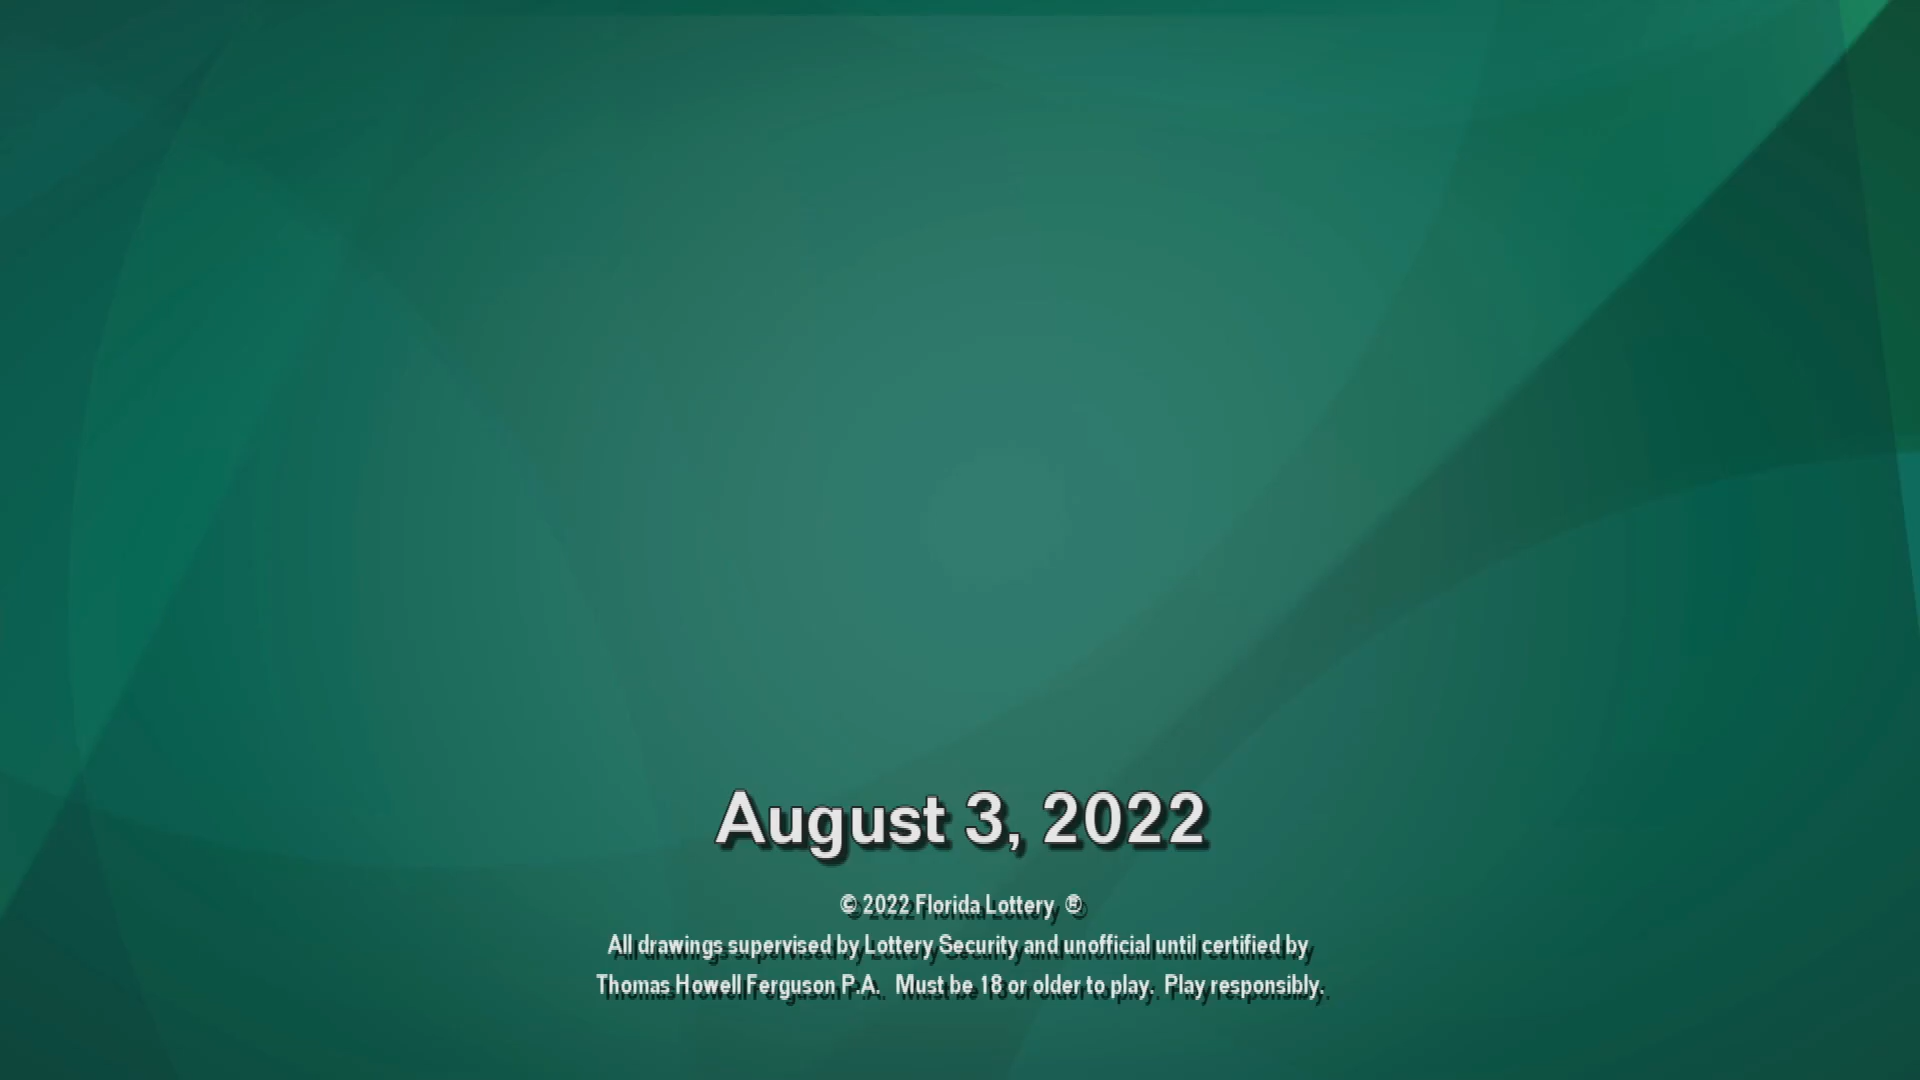 August 3, 2022
© 2022 Florida Lottery ®
All drawings supervised by Lottery Security and unofficial until certified by
Thomas Howell Ferguson P.A. Must be 18 or older to play. Play responsibly.